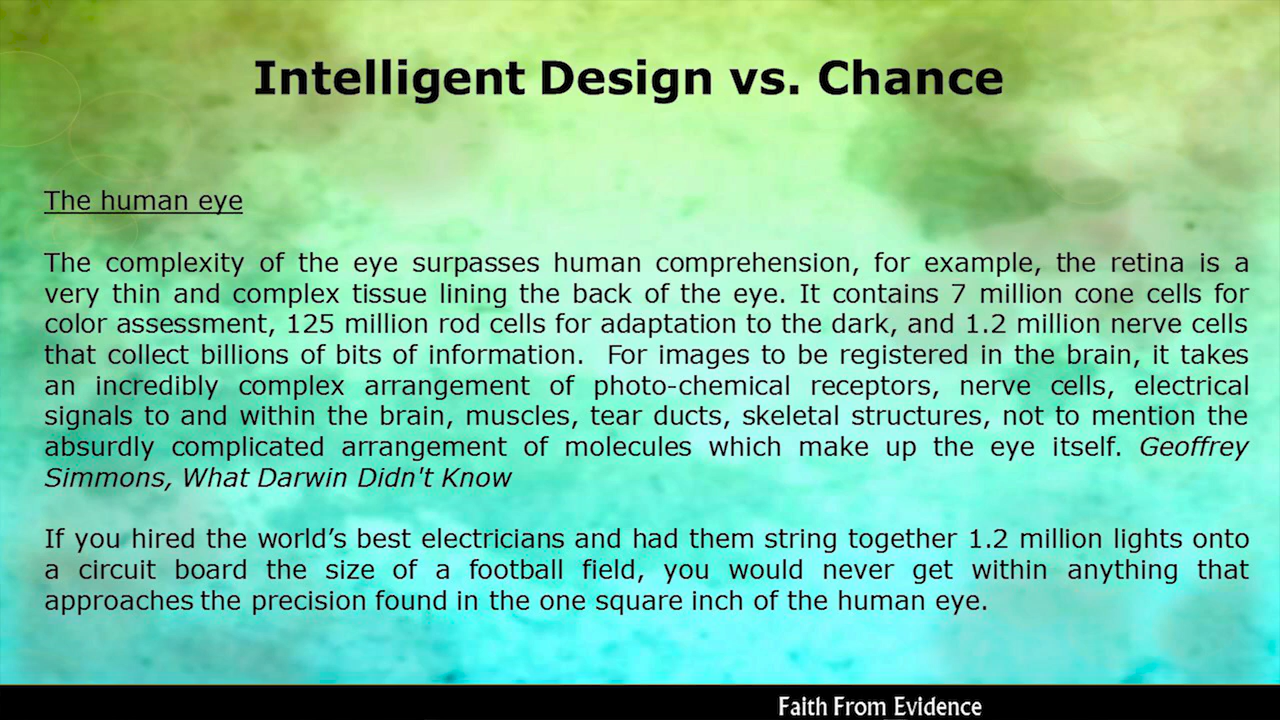 Intelligent Design vs. Chance
The human eye
The complexity of the eye surpasses human comprehension, for example, the retina is a
very thin and complex tissue lining the back of the eye. It contains 7 million cone cells for
color assessment, 125 million rod cells for adaptation to the dark, and 1.2 million nerve cells
that collect billions of bits of information.  For images to be registered in the brain, it takes
an incredibly complex arrangement of photo-chemical receptors, nerve cells, electrical
signals to and within the brain, muscles, tear ducts, skeletal structures, not to mention the
absurdly complicated arrangement of molecules which make up the eye itself. Geoffrey
Simmons, What Darwin Didn't Know
If you hired the world’s best electricians and had them string together 1.2 million lights onto
a circuit board the size of a football field, you would never get within anything that
approaches the precision found in the one square inch of the human eye.
Faith From Evidence